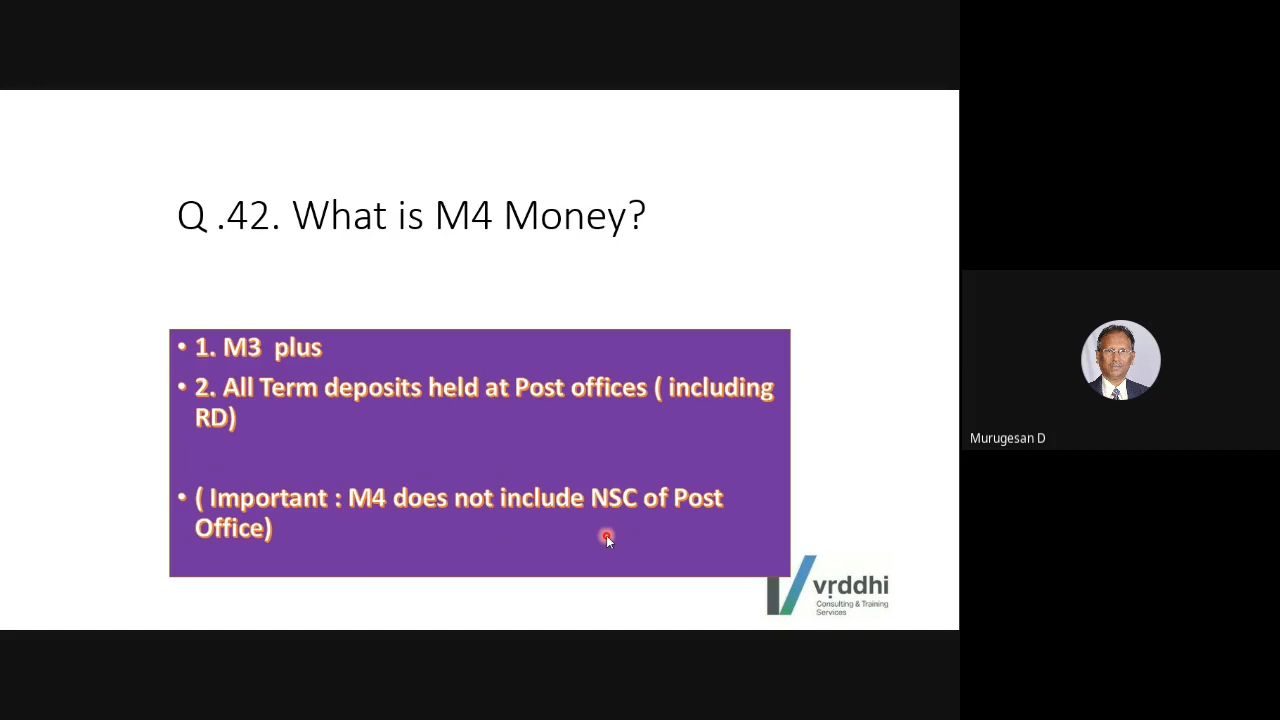 Q .42. What is M4 Money?
• 1. M3 plus
• 2. All Term deposits held at Post offices ( including
RD)
• ( Important : M4 does not include NSC of Post
Office)
vṛddhi
Consulting & Training
Services
Murugesan D